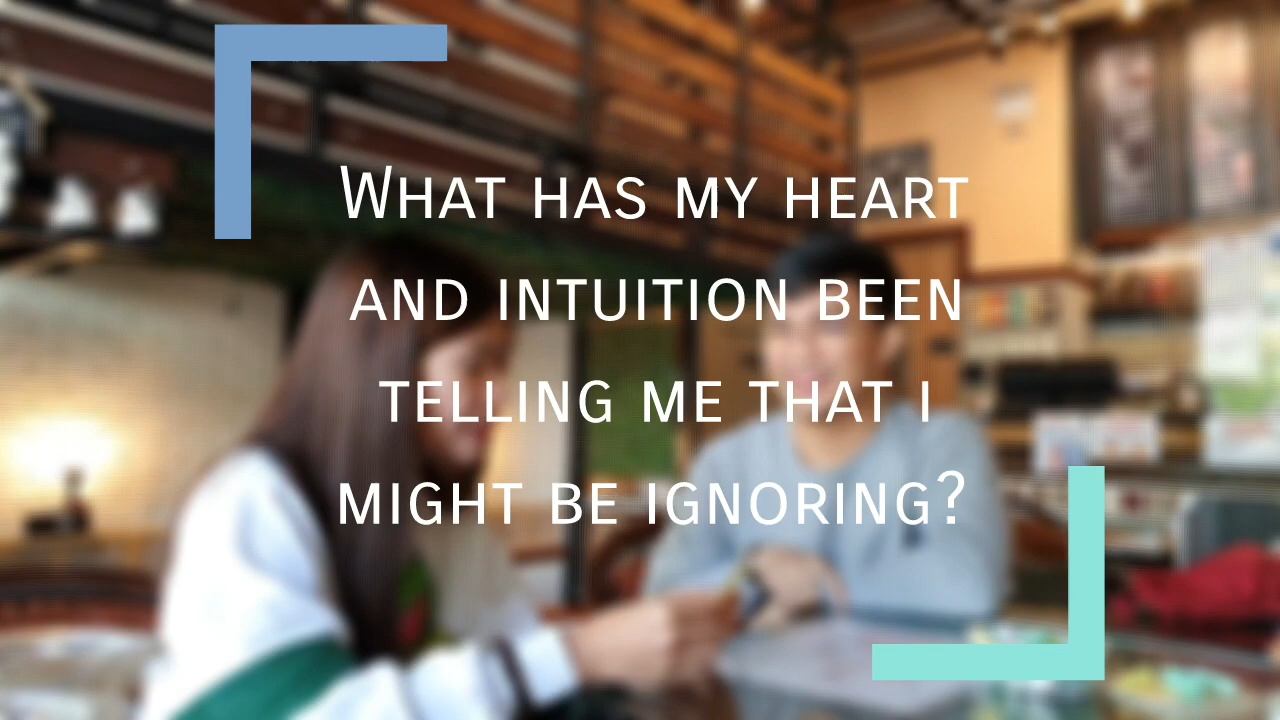 What has my heart
and intuition been
telling me that I
might be ignoring?